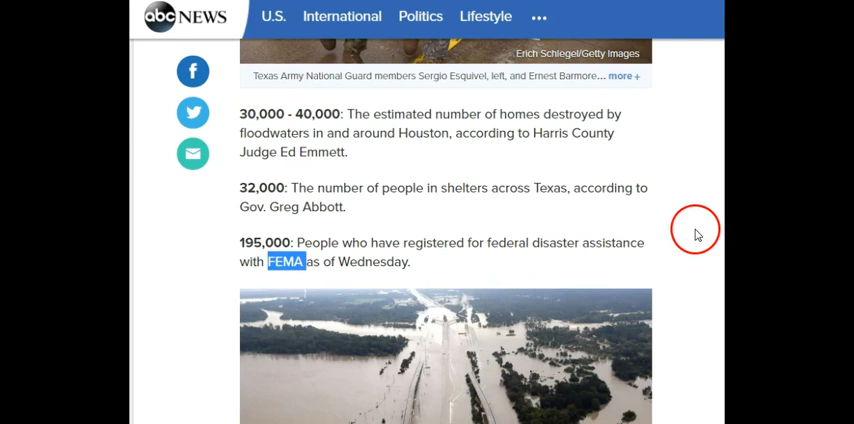 abc NEWS
U.S. International Politics Lifestyle •••
Erich Schlegel/Getty Images
Texas Army National Guard members Sergio Esquivel, left, and Ernest Barmore... more +
30,000 - 40,000: The estimated number of homes destroyed by
floodwaters in and around Houston, according to Harris County
Judge Ed Emmett.
32,000: The number of people in shelters across Texas, according to
Gov. Greg Abbott.
195,000: People who have registered for federal disaster assistance
with FEMA as of Wednesday.